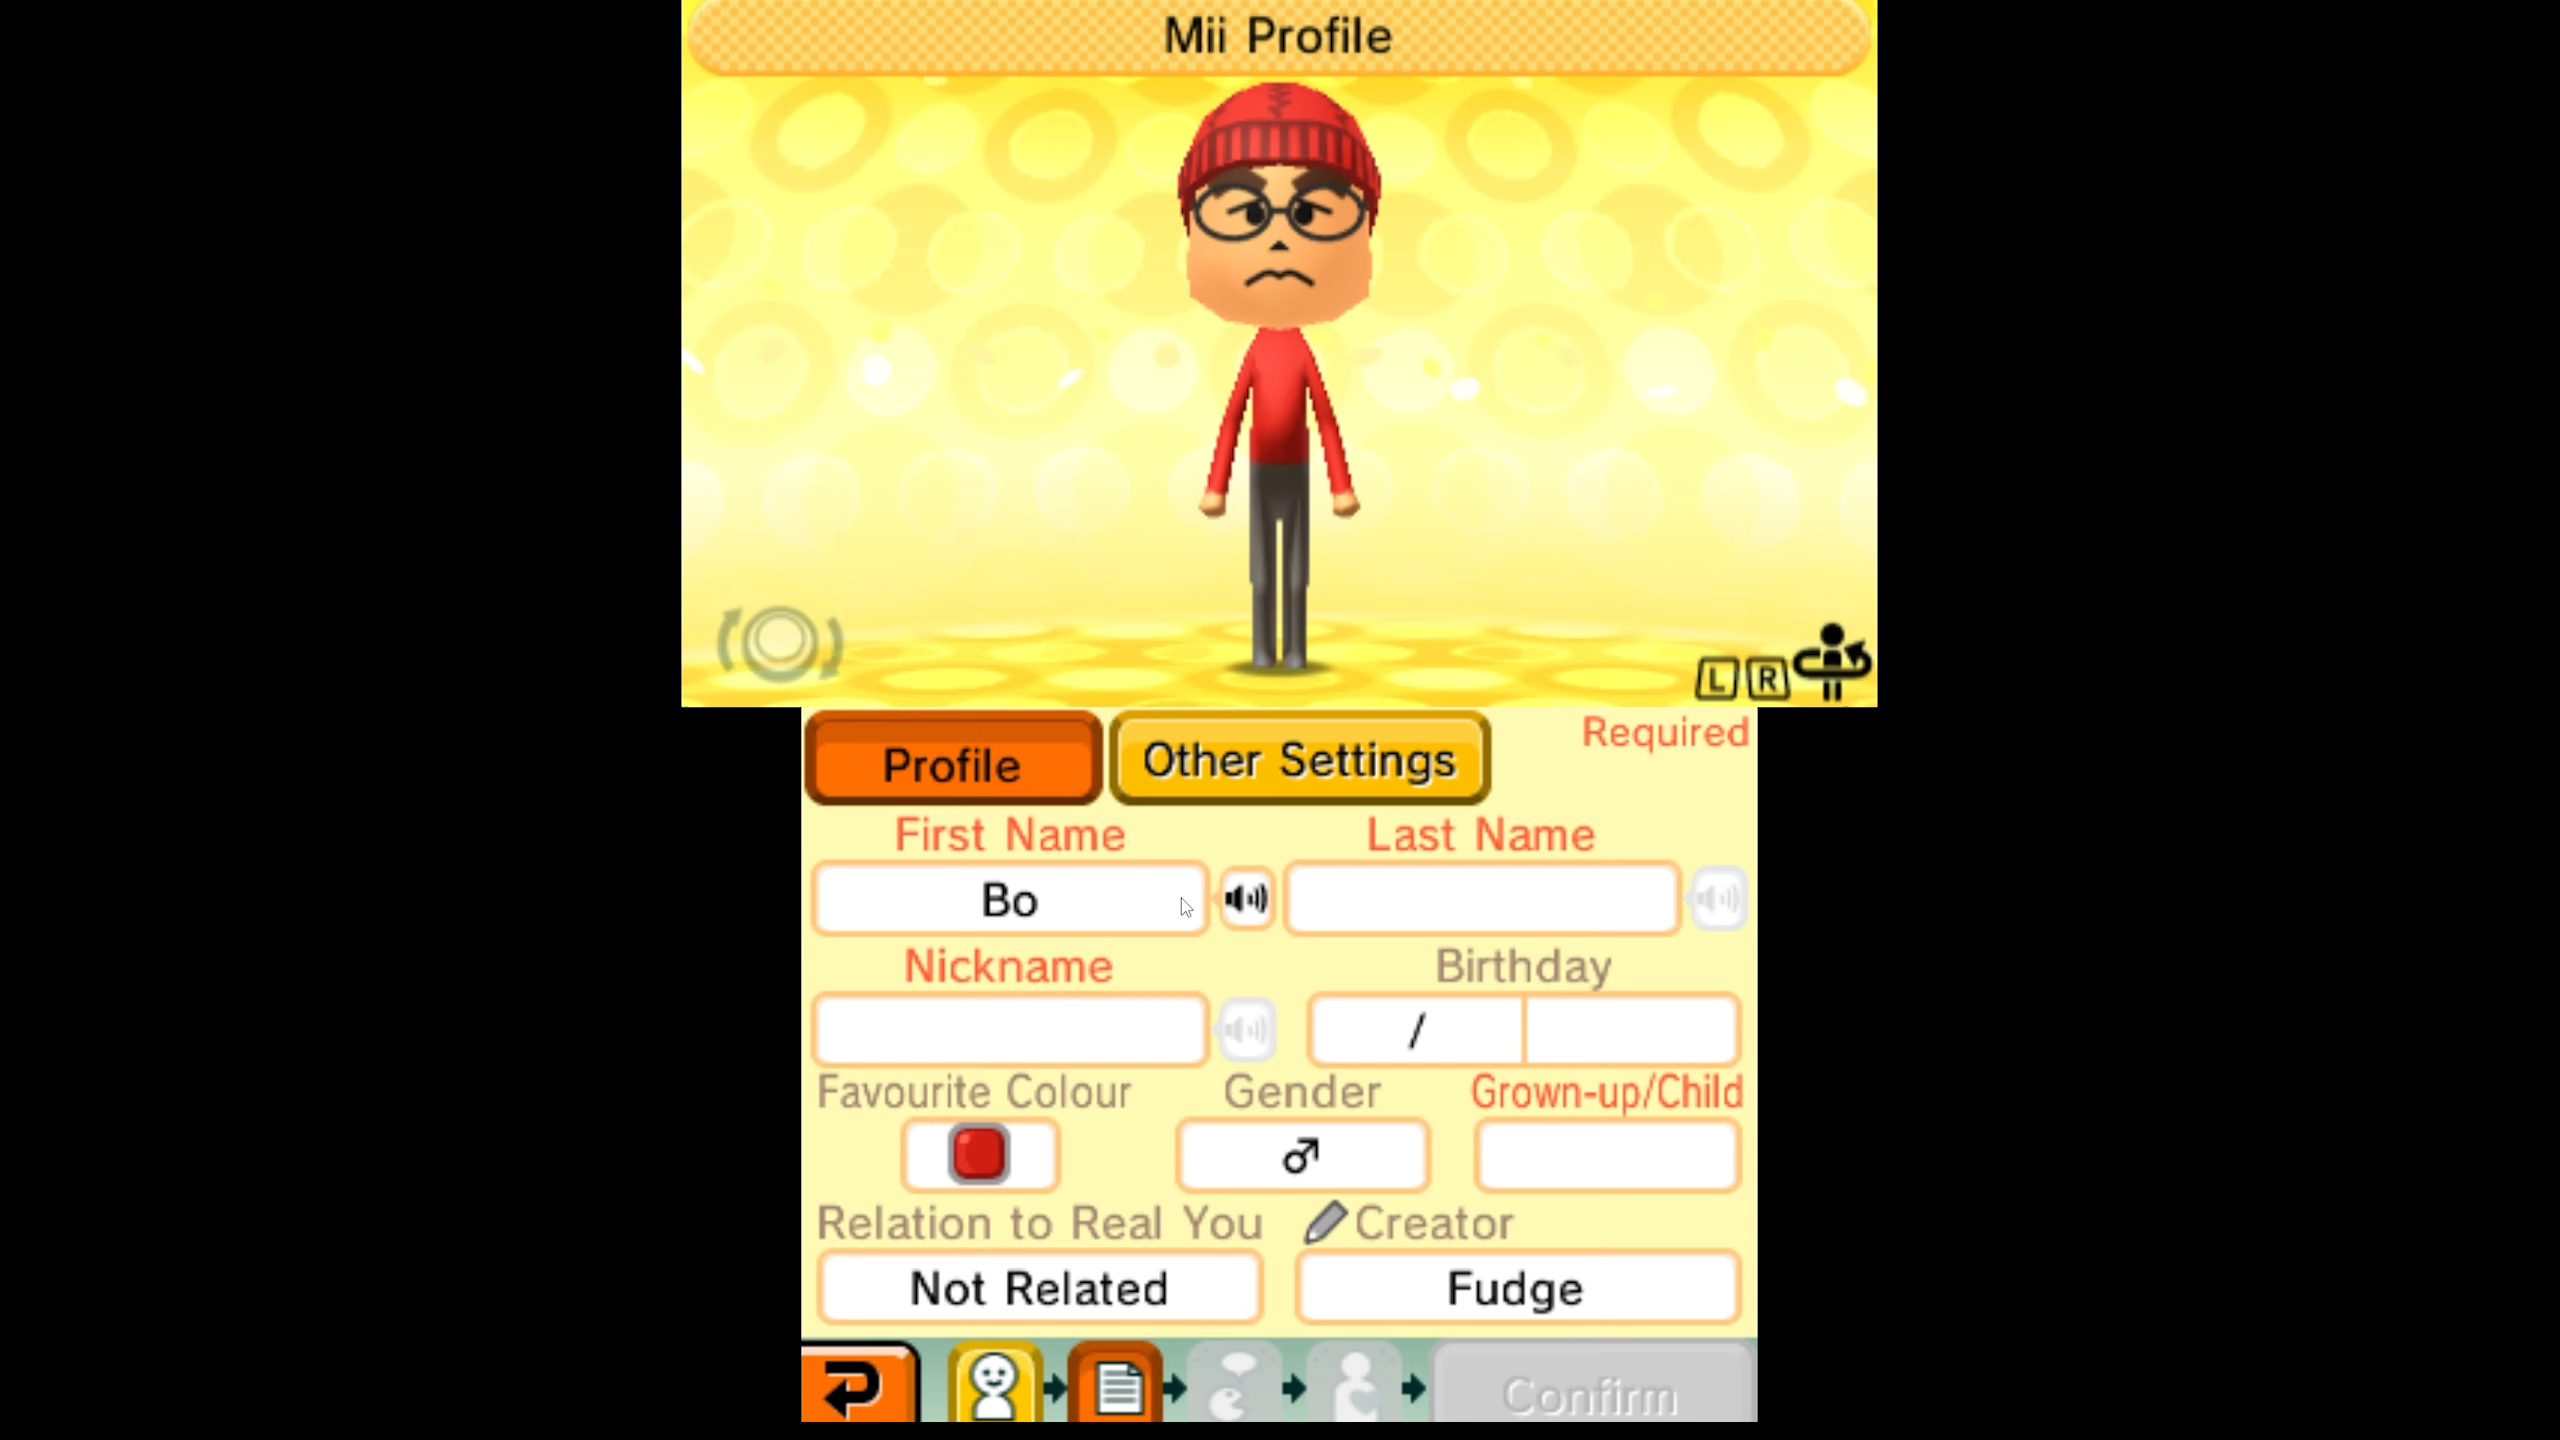 Mii Profile
L R
Profile
Other Settings
Required
First Name
Last Name
Bo
Nickname
Birthday
/
Favourite Colour
Gender
Grown-up/Child
♂
Relation to Real You
Creator
Not Related
Fudge
Confirm